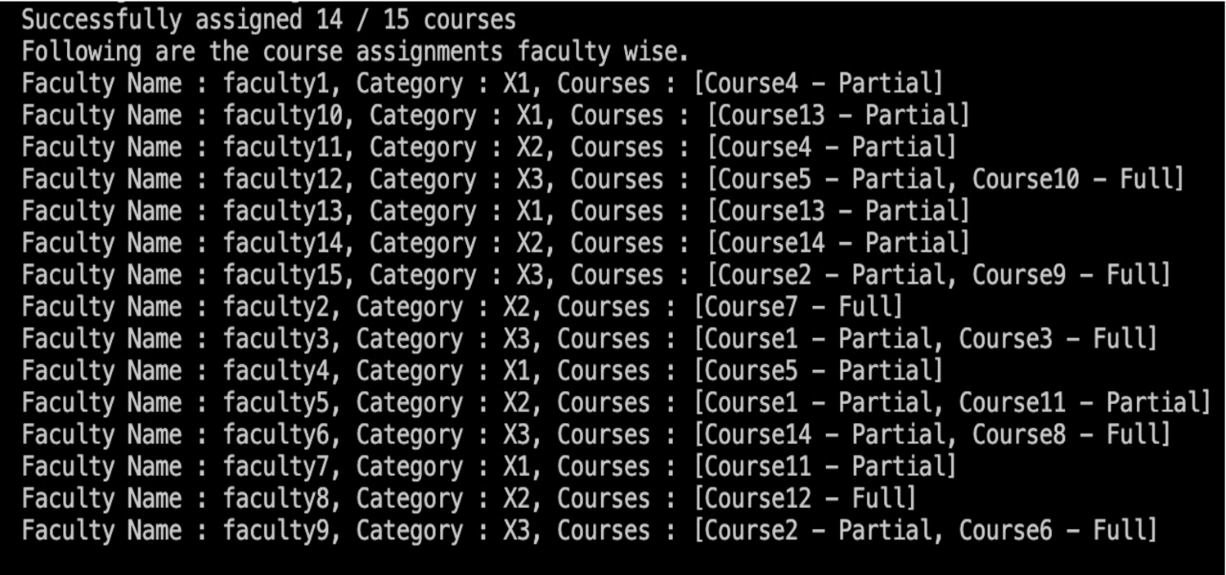 Successfully assigned 14 / 15 courses
Following are the course assignments faculty wise.
Faculty Name : faculty1, Category : X1, Courses : [Course4 – Partial]
Faculty Name : faculty10, Category : X1, Courses : [Course13 – Partial]
Faculty Name : faculty11, Category : X2, Courses : [Course4 – Partial]
Faculty Name : faculty12, Category : X3, Courses : [Course5 – Partial, Course10 – Full]
Faculty Name : faculty13, Category : X1, Courses : [Course13 – Partial]
Faculty Name : faculty14, Category : X2, Courses : [Course14 – Partial]
Faculty Name : faculty15, Category : X3, Courses : [Course2 – Partial, Course9 – Full]
Faculty Name : faculty2, Category : X2, Courses : [Course7 – Full]
Faculty Name : faculty3, Category : X3, Courses : [Course1 – Partial, Course3 – Full]
Faculty Name : faculty4, Category : X1, Courses : [Course5 – Partial]
Faculty Name : faculty5, Category : X2, Courses : [Course1 – Partial, Course11 – Partial]
Faculty Name : faculty6, Category : X3, Courses : [Course14 – Partial, Course8 – Full]
Faculty Name : faculty7, Category : X1, Courses : [Course11 – Partial]
Faculty Name : faculty8, Category : X2, Courses : [Course12 – Full]
Faculty Name : faculty9, Category : X3, Courses : [Course2 – Partial, Course6 – Full]